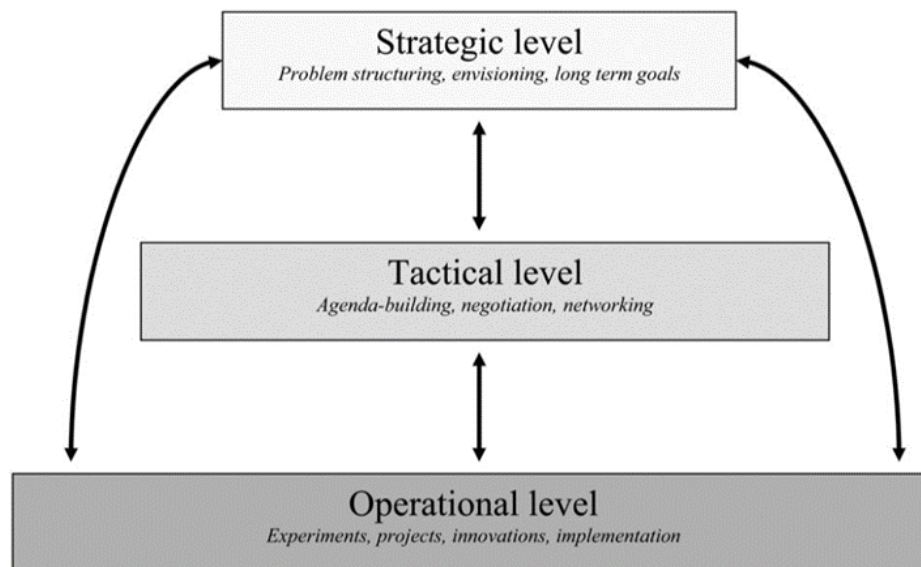 Strategic level
Problem structuring, envisioning, long term goals
Tactical level
Agenda-building, negotiation, networking
Operational level
Experiments, projects, innovations, implementation